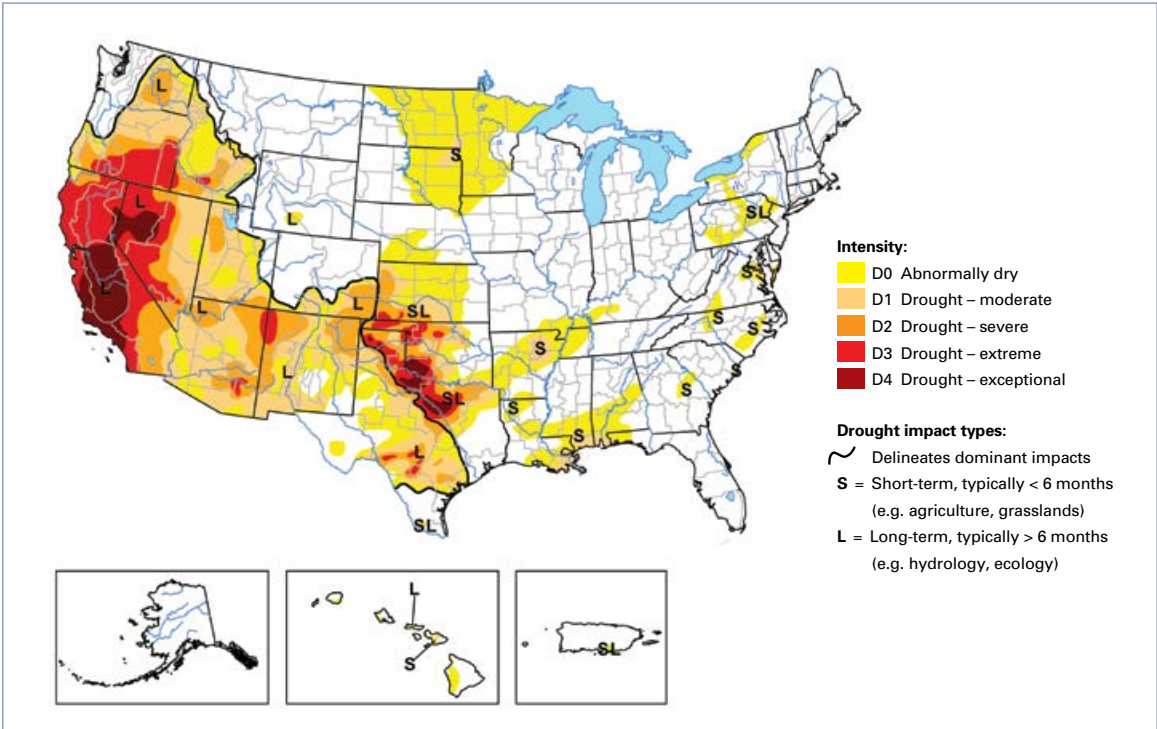 L
S
L
L
SL
L
L
L
SL
S
S
L
S
S
L
SL
S
S
S
L
S
SL
L
S
SL
Intensity:
D0 Abnormally dry
D1 Drought – moderate
D2 Drought – severe
D3 Drought – extreme
D4 Drought – exceptional
Drought impact types:
Delineates dominant impacts
S = Short-term, typically < 6 months
(e.g. agriculture, grasslands)
L = Long-term, typically > 6 months
(e.g. hydrology, ecology)